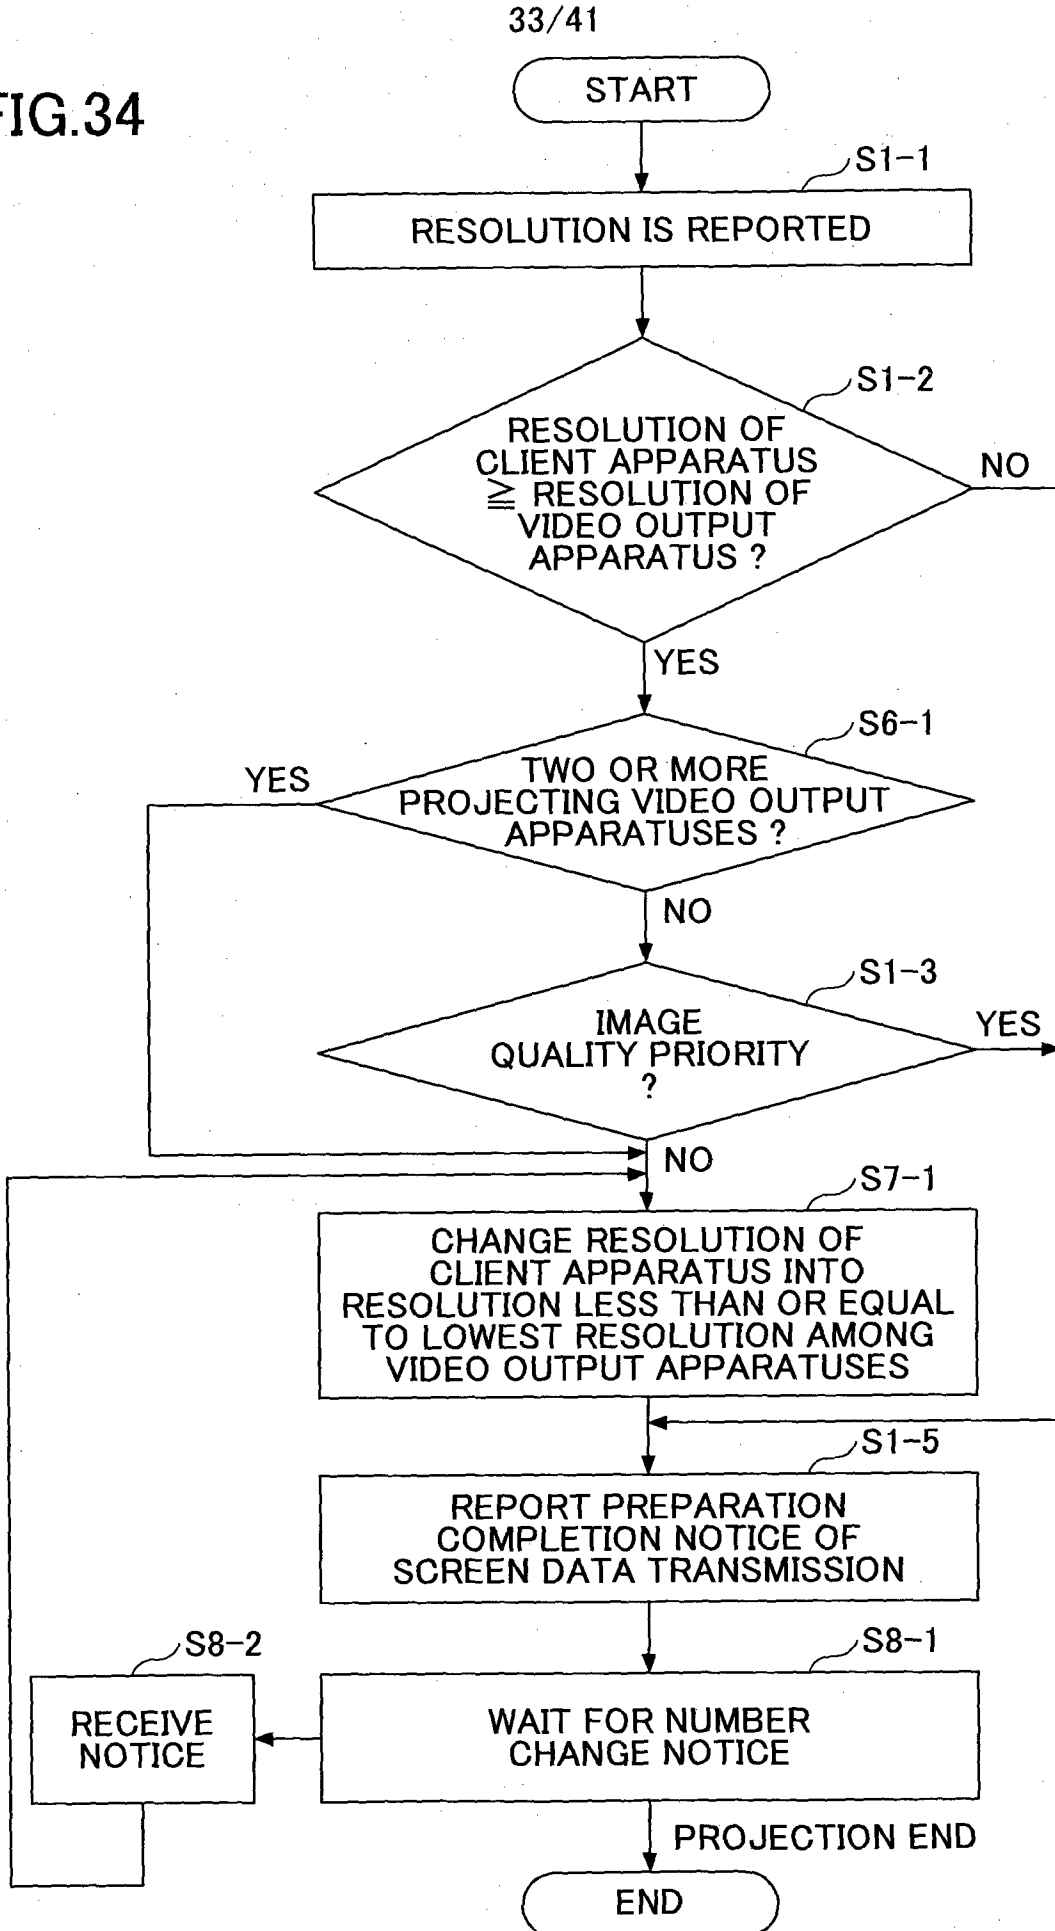 33/41
FIG.34
START
S1-1
RESOLUTION IS REPORTED
S1-2
RESOLUTION OF
CLIENT APPARATUS
≧ RESOLUTION OF
VIDEO OUTPUT
APPARATUS ?
NO
YES
S6-1
YES
TWO OR MORE
PROJECTING VIDEO OUTPUT
APPARATUSES ?
NO
S1-3
IMAGE
QUALITY PRIORITY
?
YES
NO
S7-1
CHANGE RESOLUTION OF
CLIENT APPARATUS INTO
RESOLUTION LESS THAN OR EQUAL
TO LOWEST RESOLUTION AMONG
VIDEO OUTPUT APPARATUSES
S1-5
REPORT PREPARATION
COMPLETION NOTICE OF
SCREEN DATA TRANSMISSION
S8-2
S8-1
RECEIVE
NOTICE
WAIT FOR NUMBER
CHANGE NOTICE
PROJECTION END
END